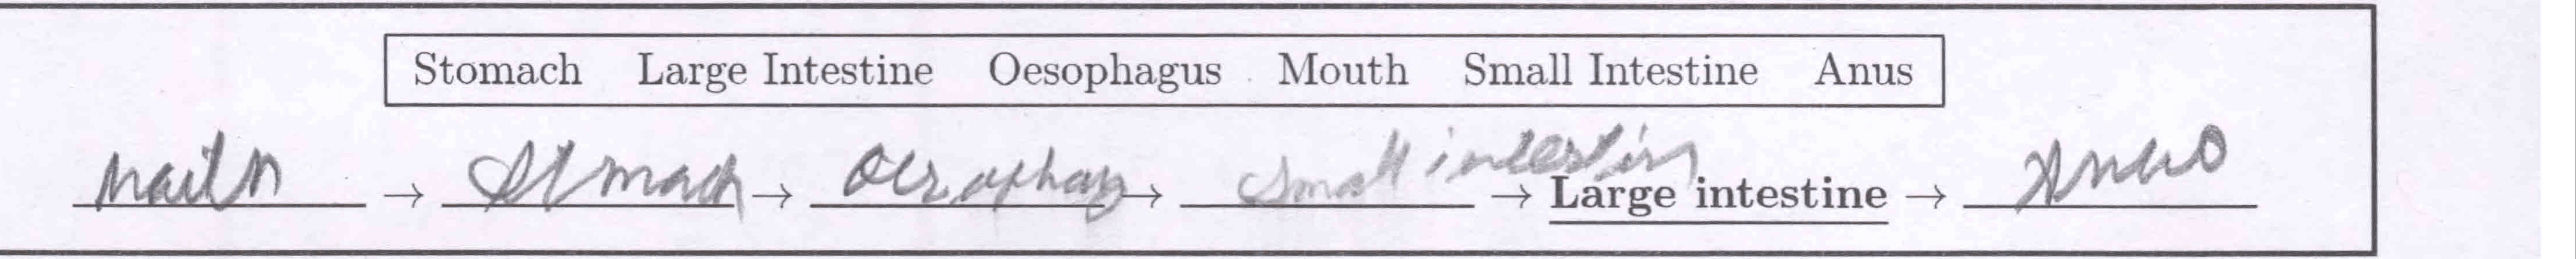 Stomach Large Intestine Oesophagus Mouth Small Intestine Anus
Mouth → Stmach → Oesophag → Small intestin → Large intestine → Anus